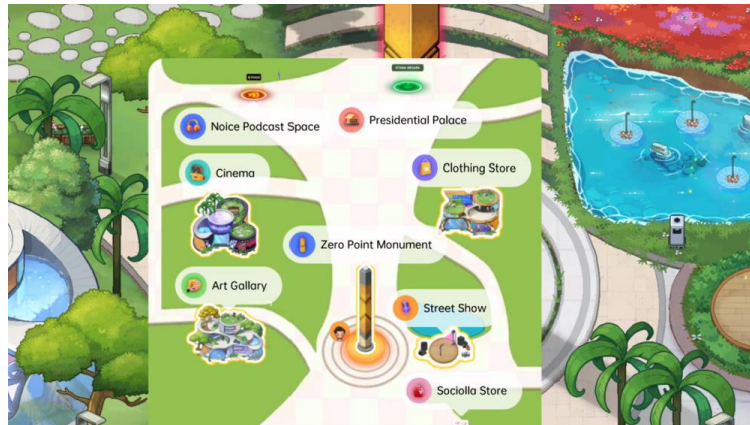 Noice Podcast Space
Presidential Palace
Cinema
Clothing Store
Zero Point Monument
Art Gallary
Street Show
Sociolla Store